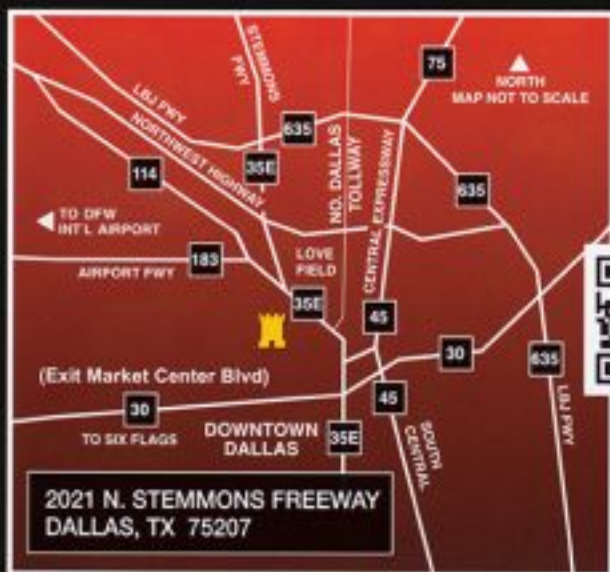 STEMMONS
FWY
75
NORTH
MAP NOT TO SCALE
LBJ FWY
635
NO. DALLAS
TOLLWAY
NORTHWEST HIGHWAY
35E
114
CENTRAL EXPRESSWAY
635
TO DFW
INT'L AIRPORT
183
AIRPORT FWY
LOVE
FIELD
35E
45
30
635
(Exit Market Center Blvd)
30
TO SIX FLAGS
45
DOWNTOWN
DALLAS
35E
SOUTH
CENTRAL
LBJ FWY
2021 N. STEMMONS FREEWAY
DALLAS, TX 75207